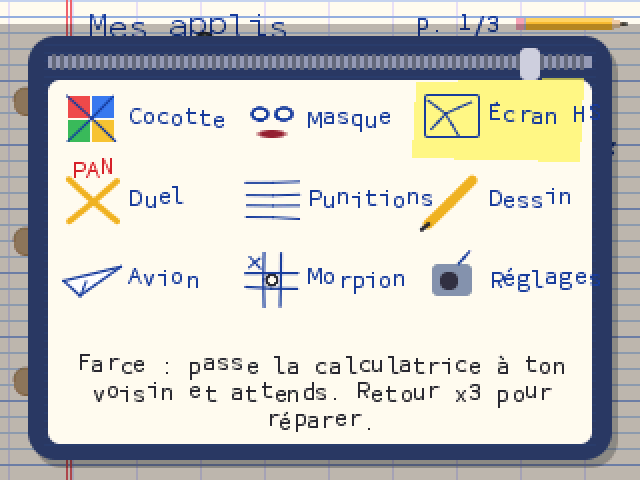 Mes applis p. 1/3
Cocotte Masque Écran HS
PAN
Duel Punitions Dessin
Avion Morpion Réglages
Farce : passe la calculatrice à ton
voisin et attends. Retour x3 pour
réparer.